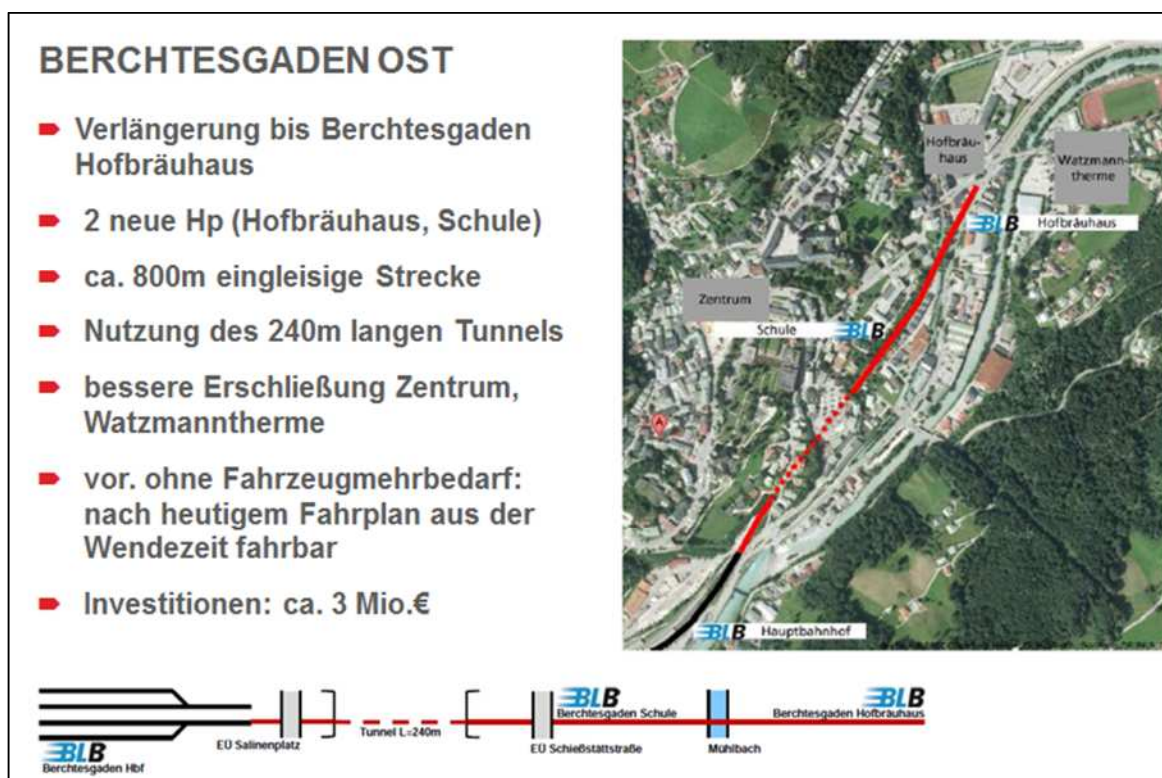 BERCHTESGADEN OST
Verlängerung bis Berchtesgaden
Hofbräuhaus
2 neue Hp (Hofbräuhaus, Schule)
ca. 800m eingleisige Strecke
Nutzung des 240m langen Tunnels
bessere Erschließung Zentrum,
Watzmanntherme
vor. ohne Fahrzeugmehrbedarf:
nach heutigem Fahrplan aus der
Wendezeit fahrbar
Investitionen: ca. 3 Mio.€
Hofbräu-
haus
Watzmann-
therme
BLB Hofbräuhaus
Zentrum
Schule BLB
A
BLB Hauptbahnhof
BLB
Berchtesgaden Hbf
EÜ Salinenplatz
Tunnel L=240m
EÜ Schießstättstraße
BLB
Berchtesgaden Schule
Mühlbach
BLB
Berchtesgaden Hofbräuhaus